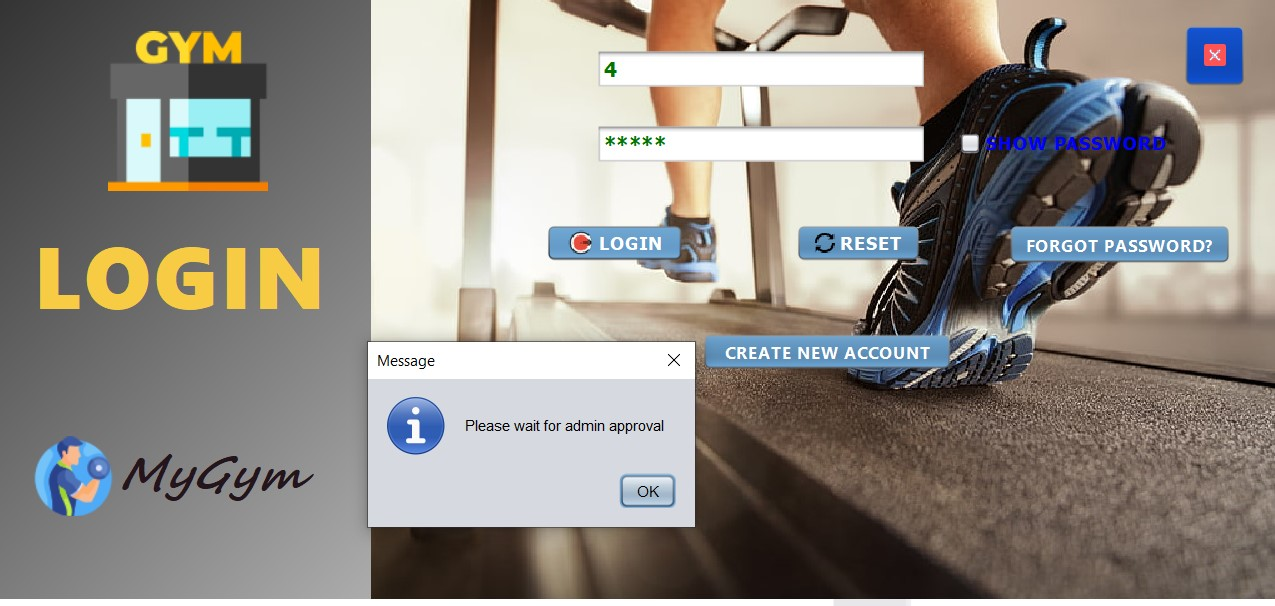 GYM
LOGIN
MyGym
4
*****
SHOW PASSWORD
LOGIN
RESET
FORGOT PASSWORD?
CREATE NEW ACCOUNT
Message
i
Please wait for admin approval
OK